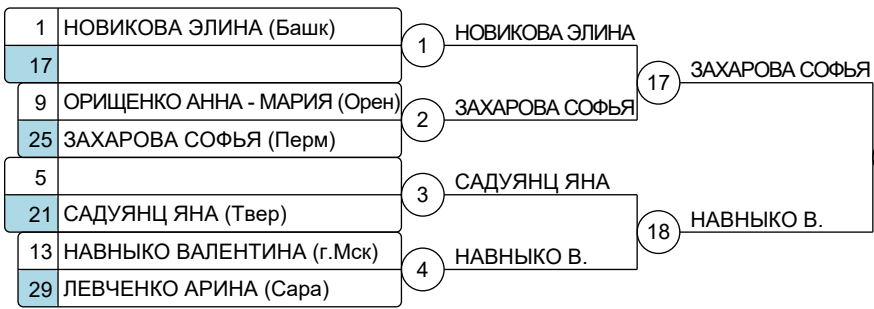 1 НОВИКОВА ЭЛИНА (Башк)
17
9 ОРИЩЕНКО АННА - МАРИЯ (Орен)
25 ЗАХАРОВА СОФЬЯ (Перм)
5
21 САДУЯНЦ ЯНА (Твер)
13 НАВНЫКО ВАЛЕНТИНА (г.Мск)
29 ЛЕВЧЕНКО АРИНА (Сара)
1 НОВИКОВА ЭЛИНА
2 ЗАХАРОВА СОФЬЯ
3 САДУЯНЦ ЯНА
4 НАВНЫКО В.
17 ЗАХАРОВА СОФЬЯ
18 НАВНЫКО В.